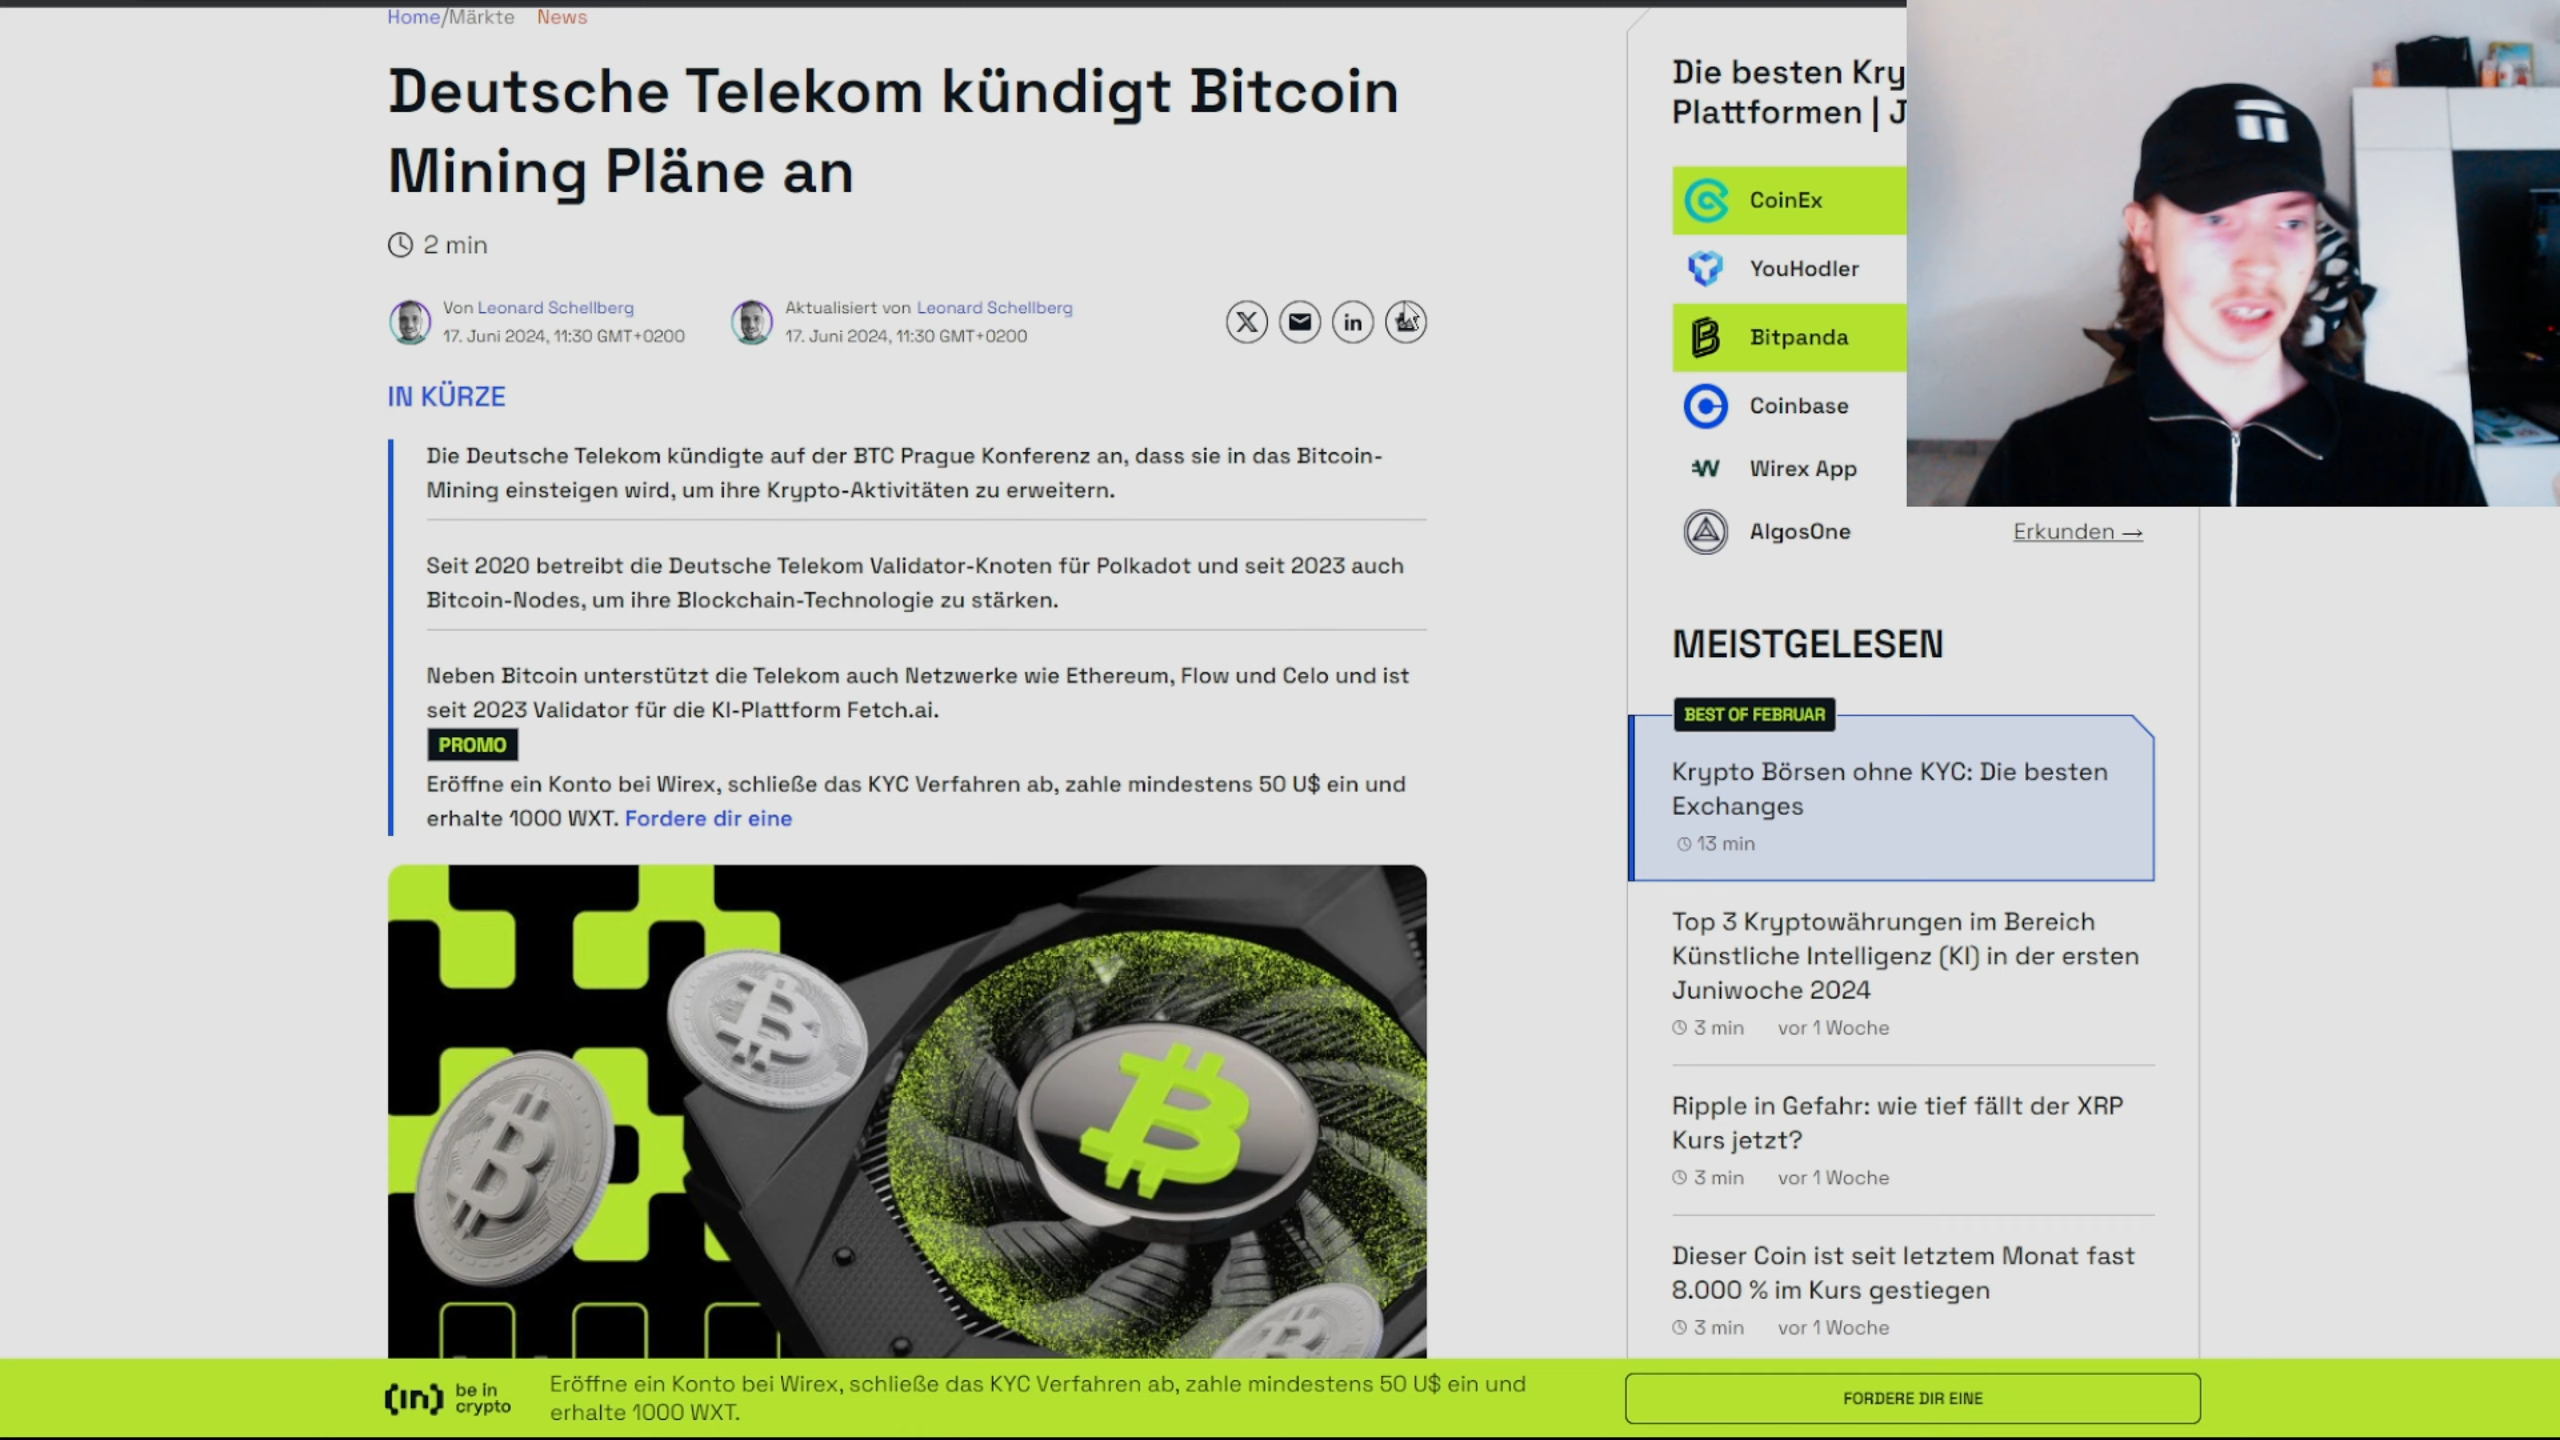 Home/Märkte News
Deutsche Telekom kündigt Bitcoin
Mining Pläne an
2 min
Von Leonard Schellberg
17. Juni 2024, 11:30 GMT+0200
Aktualisiert von Leonard Schellberg
17. Juni 2024, 11:30 GMT+0200
IN KÜRZE
Die Deutsche Telekom kündigte auf der BTC Prague Konferenz an, dass sie in das Bitcoin-
Mining einsteigen wird, um ihre Krypto-Aktivitäten zu erweitern.
Seit 2020 betreibt die Deutsche Telekom Validator-Knoten für Polkadot und seit 2023 auch
Bitcoin-Nodes, um ihre Blockchain-Technologie zu stärken.
Neben Bitcoin unterstützt die Telekom auch Netzwerke wie Ethereum, Flow und Celo und ist
seit 2023 Validator für die KI-Plattform Fetch.ai.
PROMO
Eröffne ein Konto bei Wirex, schließe das KYC Verfahren ab, zahle mindestens 50 U$ ein und
erhalte 1000 WXT. Fordere dir eine
Die besten Kry
Plattformen | J
CoinEx
YouHodler
Bitpanda
Coinbase
Wirex App
AlgosOne
Erkunden →
MEISTGELESEN
BEST OF FEBRUAR
Krypto Börsen ohne KYC: Die besten
Exchanges
13 min
Top 3 Kryptowährungen im Bereich
Künstliche Intelligenz (KI) in der ersten
Juniwoche 2024
3 min vor 1 Woche
Ripple in Gefahr: wie tief fällt der XRP
Kurs jetzt?
3 min vor 1 Woche
Dieser Coin ist seit letztem Monat fast
8.000 % im Kurs gestiegen
3 min vor 1 Woche
(in) be in
crypto
Eröffne ein Konto bei Wirex, schließe das KYC Verfahren ab, zahle mindestens 50 U$ ein und
erhalte 1000 WXT.
FORDERE DIR EINE